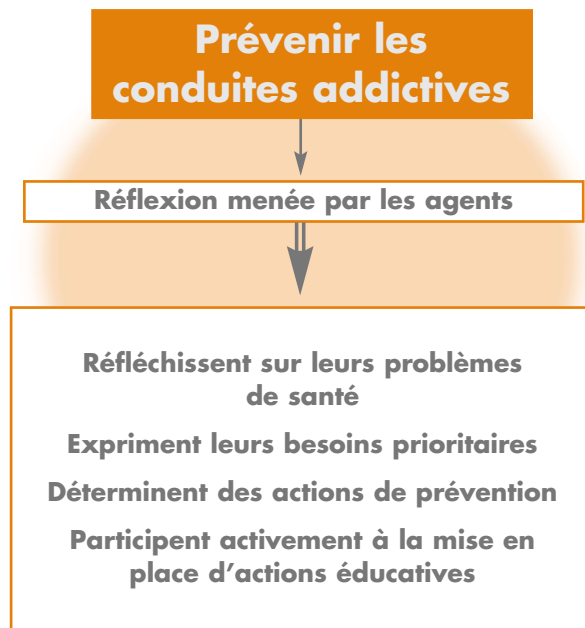 Prévenir les
conduites addictives
Réflexion menée par les agents
Réfléchissent sur leurs problèmes
de santé
Expriment leurs besoins prioritaires
Déterminent des actions de prévention
Participent activement à la mise en
place d’actions éducatives